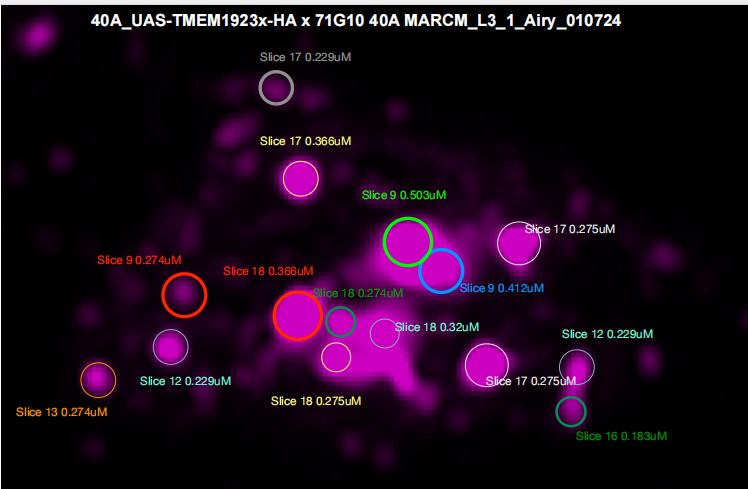 40A_UAS-TMEM1923x-HA x 71G10 40A MARCM_L3_1_Airy_010724
Slice 17 0.229uM
Slice 17 0.366uM
Slice 9 0.503uM
Slice 17 0.275uM
Slice 9 0.274uM
Slice 18 0.366uM
Slice 9 0.412uM
Slice 18 0.274uM
Slice 18 0.32uM
Slice 12 0.229uM
Slice 12 0.229uM
Slice 17 0.275uM
Slice 18 0.275uM
Slice 13 0.274uM
Slice 16 0.183uM